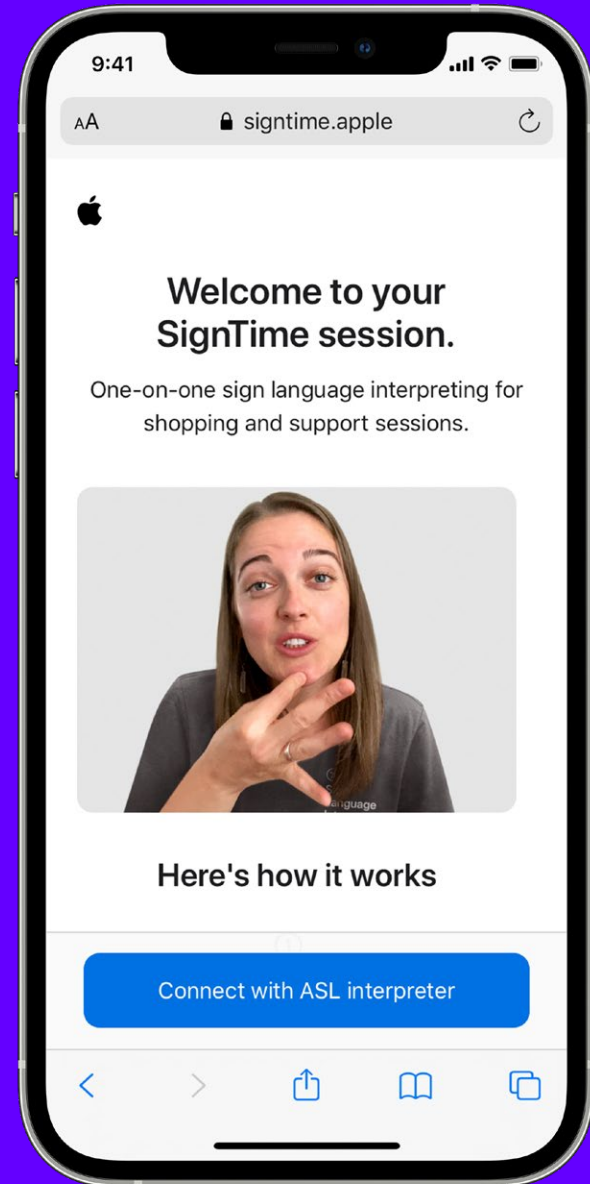 9:41
AA signtime.apple
Welcome to your
SignTime session.
One-on-one sign language interpreting for
shopping and support sessions.
language
Here's how it works
Connect with ASL interpreter